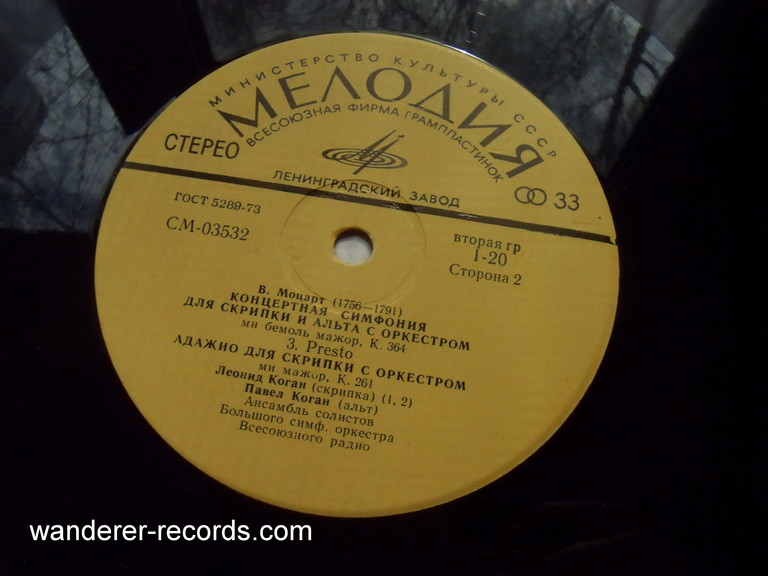 МИНИСТЕРСТВО КУЛЬТУРЫ СССР
МЕЛОДИЯ
ВСЕСОЮЗНАЯ ФИРМА ГРАМПЛАСТИНОК
СТЕРЕО
ЛЕНИНГРАДСКИЙ ЗАВОД
33
ГОСТ 5289-73
СМ-03532
вторая гр
1-20
Сторона 2
В. Моцарт (1756—1791)
КОНЦЕРТНАЯ СИМФОНИЯ
ДЛЯ СКРИПКИ И АЛЬТА С ОРКЕСТРОМ
ми бемоль мажор, К. 364
3. Presto
АДАЖИО ДЛЯ СКРИПКИ С ОРКЕСТРОМ
ми мажор, К. 261
Леонид Коган (скрипка) (1, 2)
Павел Коган (альт)
Ансамбль солистов
Большого симф. оркестра
Всесоюзного радио
wanderer-records.com